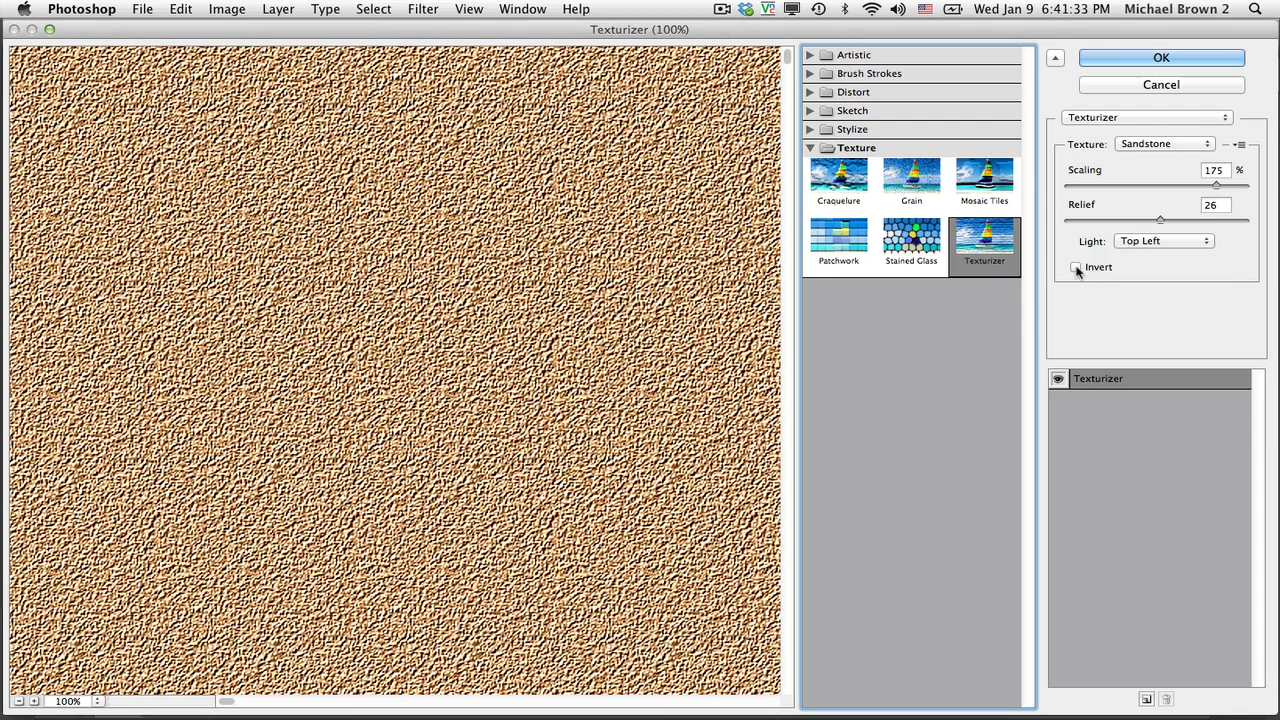 Photoshop File Edit Image Layer Type Select Filter View Window Help Wed Jan 9 6:41:33 PM Michael Brown 2
Texturizer (100%)
Artistic
Brush Strokes
Distort
Sketch
Stylize
Texture
Craquelure Grain Mosaic Tiles
Patchwork Stained Glass Texturizer
OK
Cancel
Texturizer
Texture: Sandstone
Scaling 175 %
Relief 26
Light: Top Left
Invert
Texturizer
100%